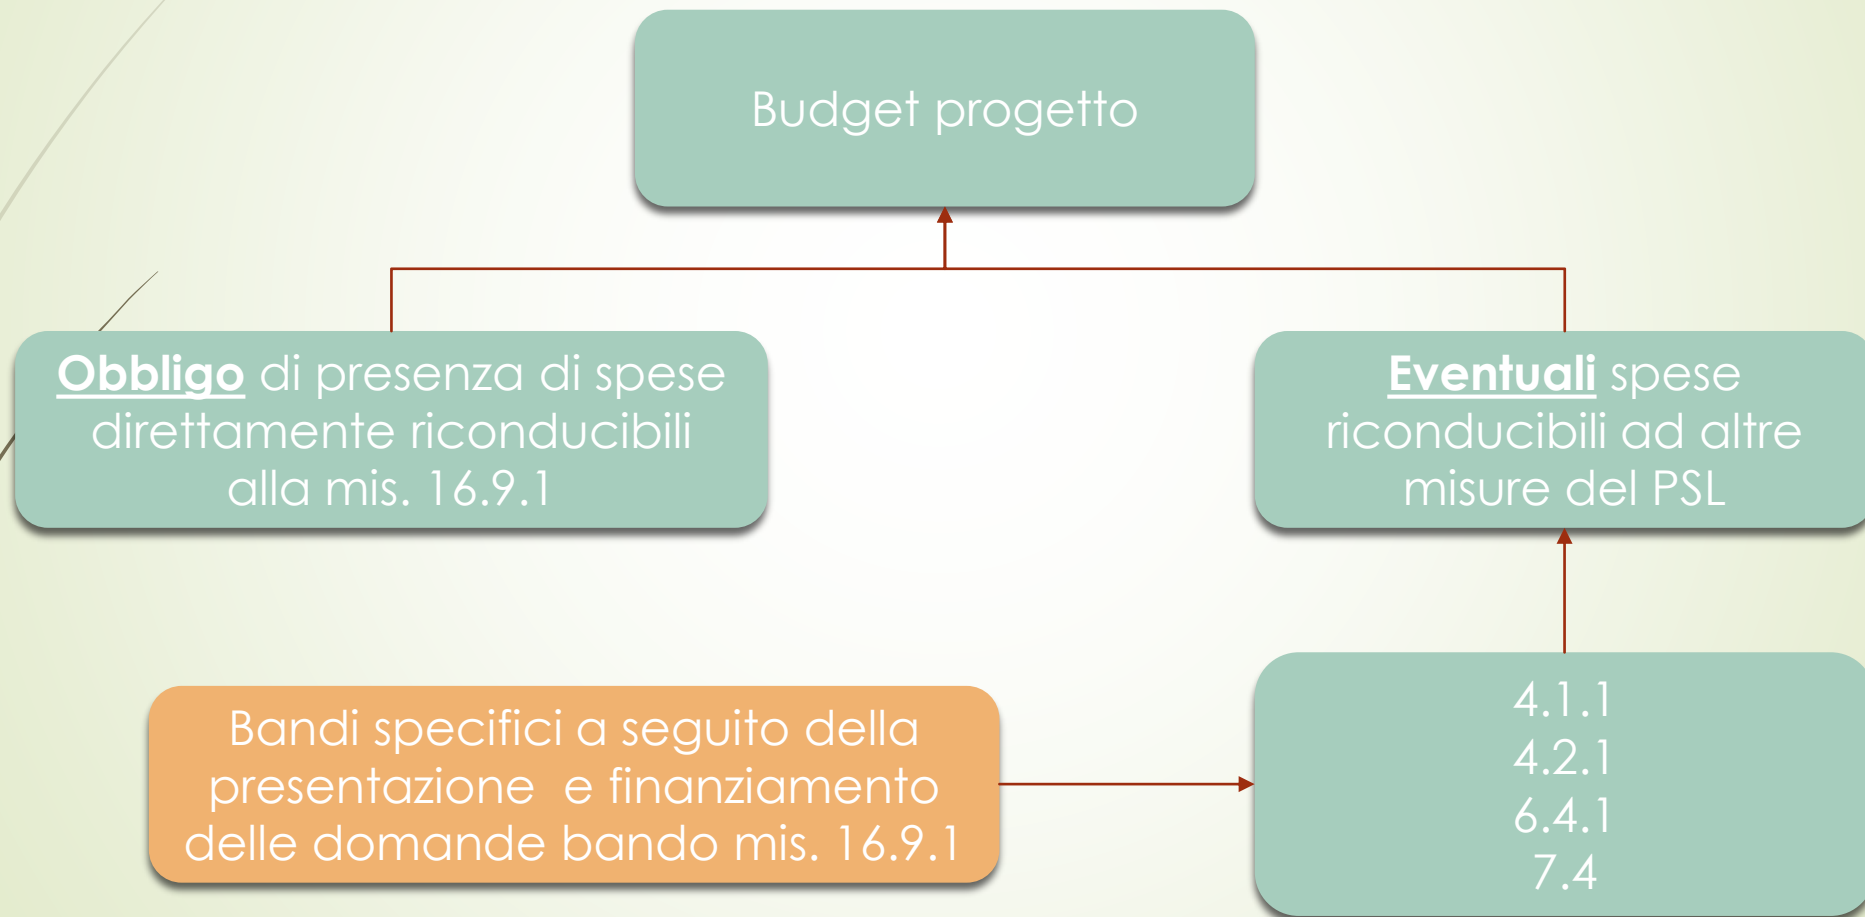 Budget progetto
Obbligo di presenza di spese
direttamente riconducibili
alla mis. 16.9.1
Eventuali spese
riconducibili ad altre
misure del PSL
Bandi specifici a seguito della
presentazione  e finanziamento
delle domande bando mis. 16.9.1
4.1.1
4.2.1
6.4.1
7.4